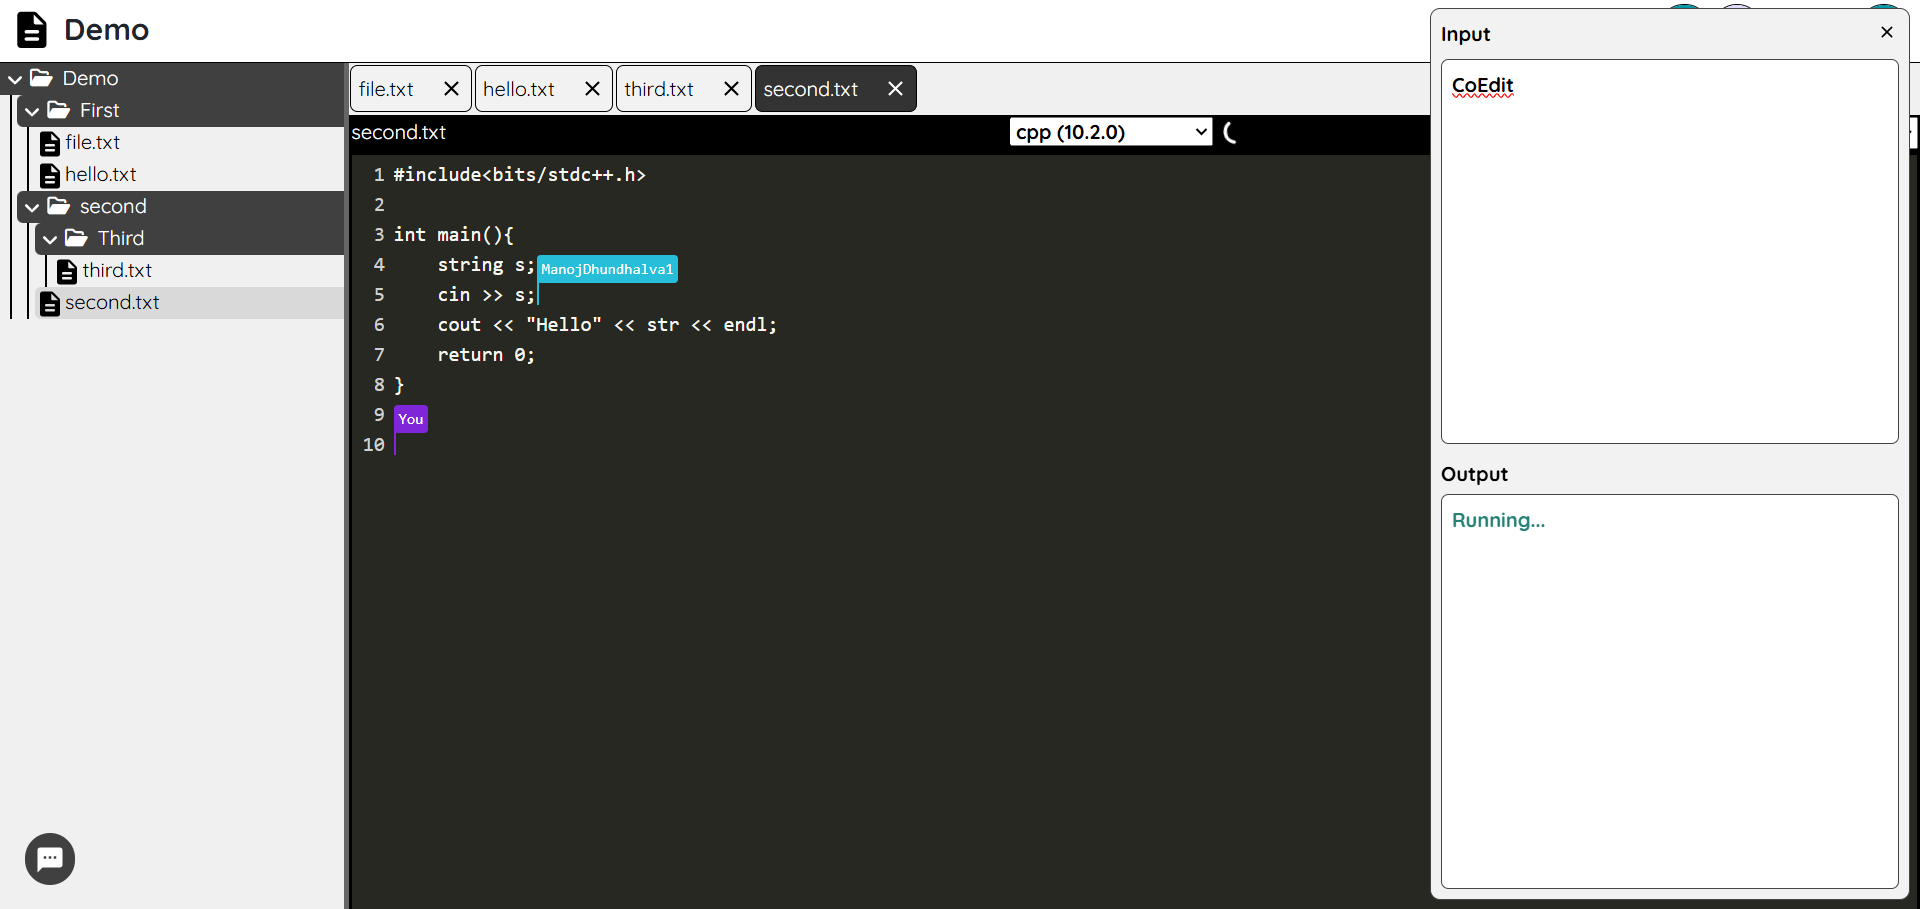 Demo
Demo
First
file.txt
hello.txt
second
Third
third.txt
second.txt
file.txt hello.txt third.txt second.txt
second.txt cpp (10.2.0)
1 #include<bits/stdc++.h>
2
3 int main(){
4 string s;
ManojDhundhalva1
5 cin >> s;
6 cout << "Hello" << str << endl;
7 return 0;
8 }
9
You
10
Input
CoEdit
Output
Running...